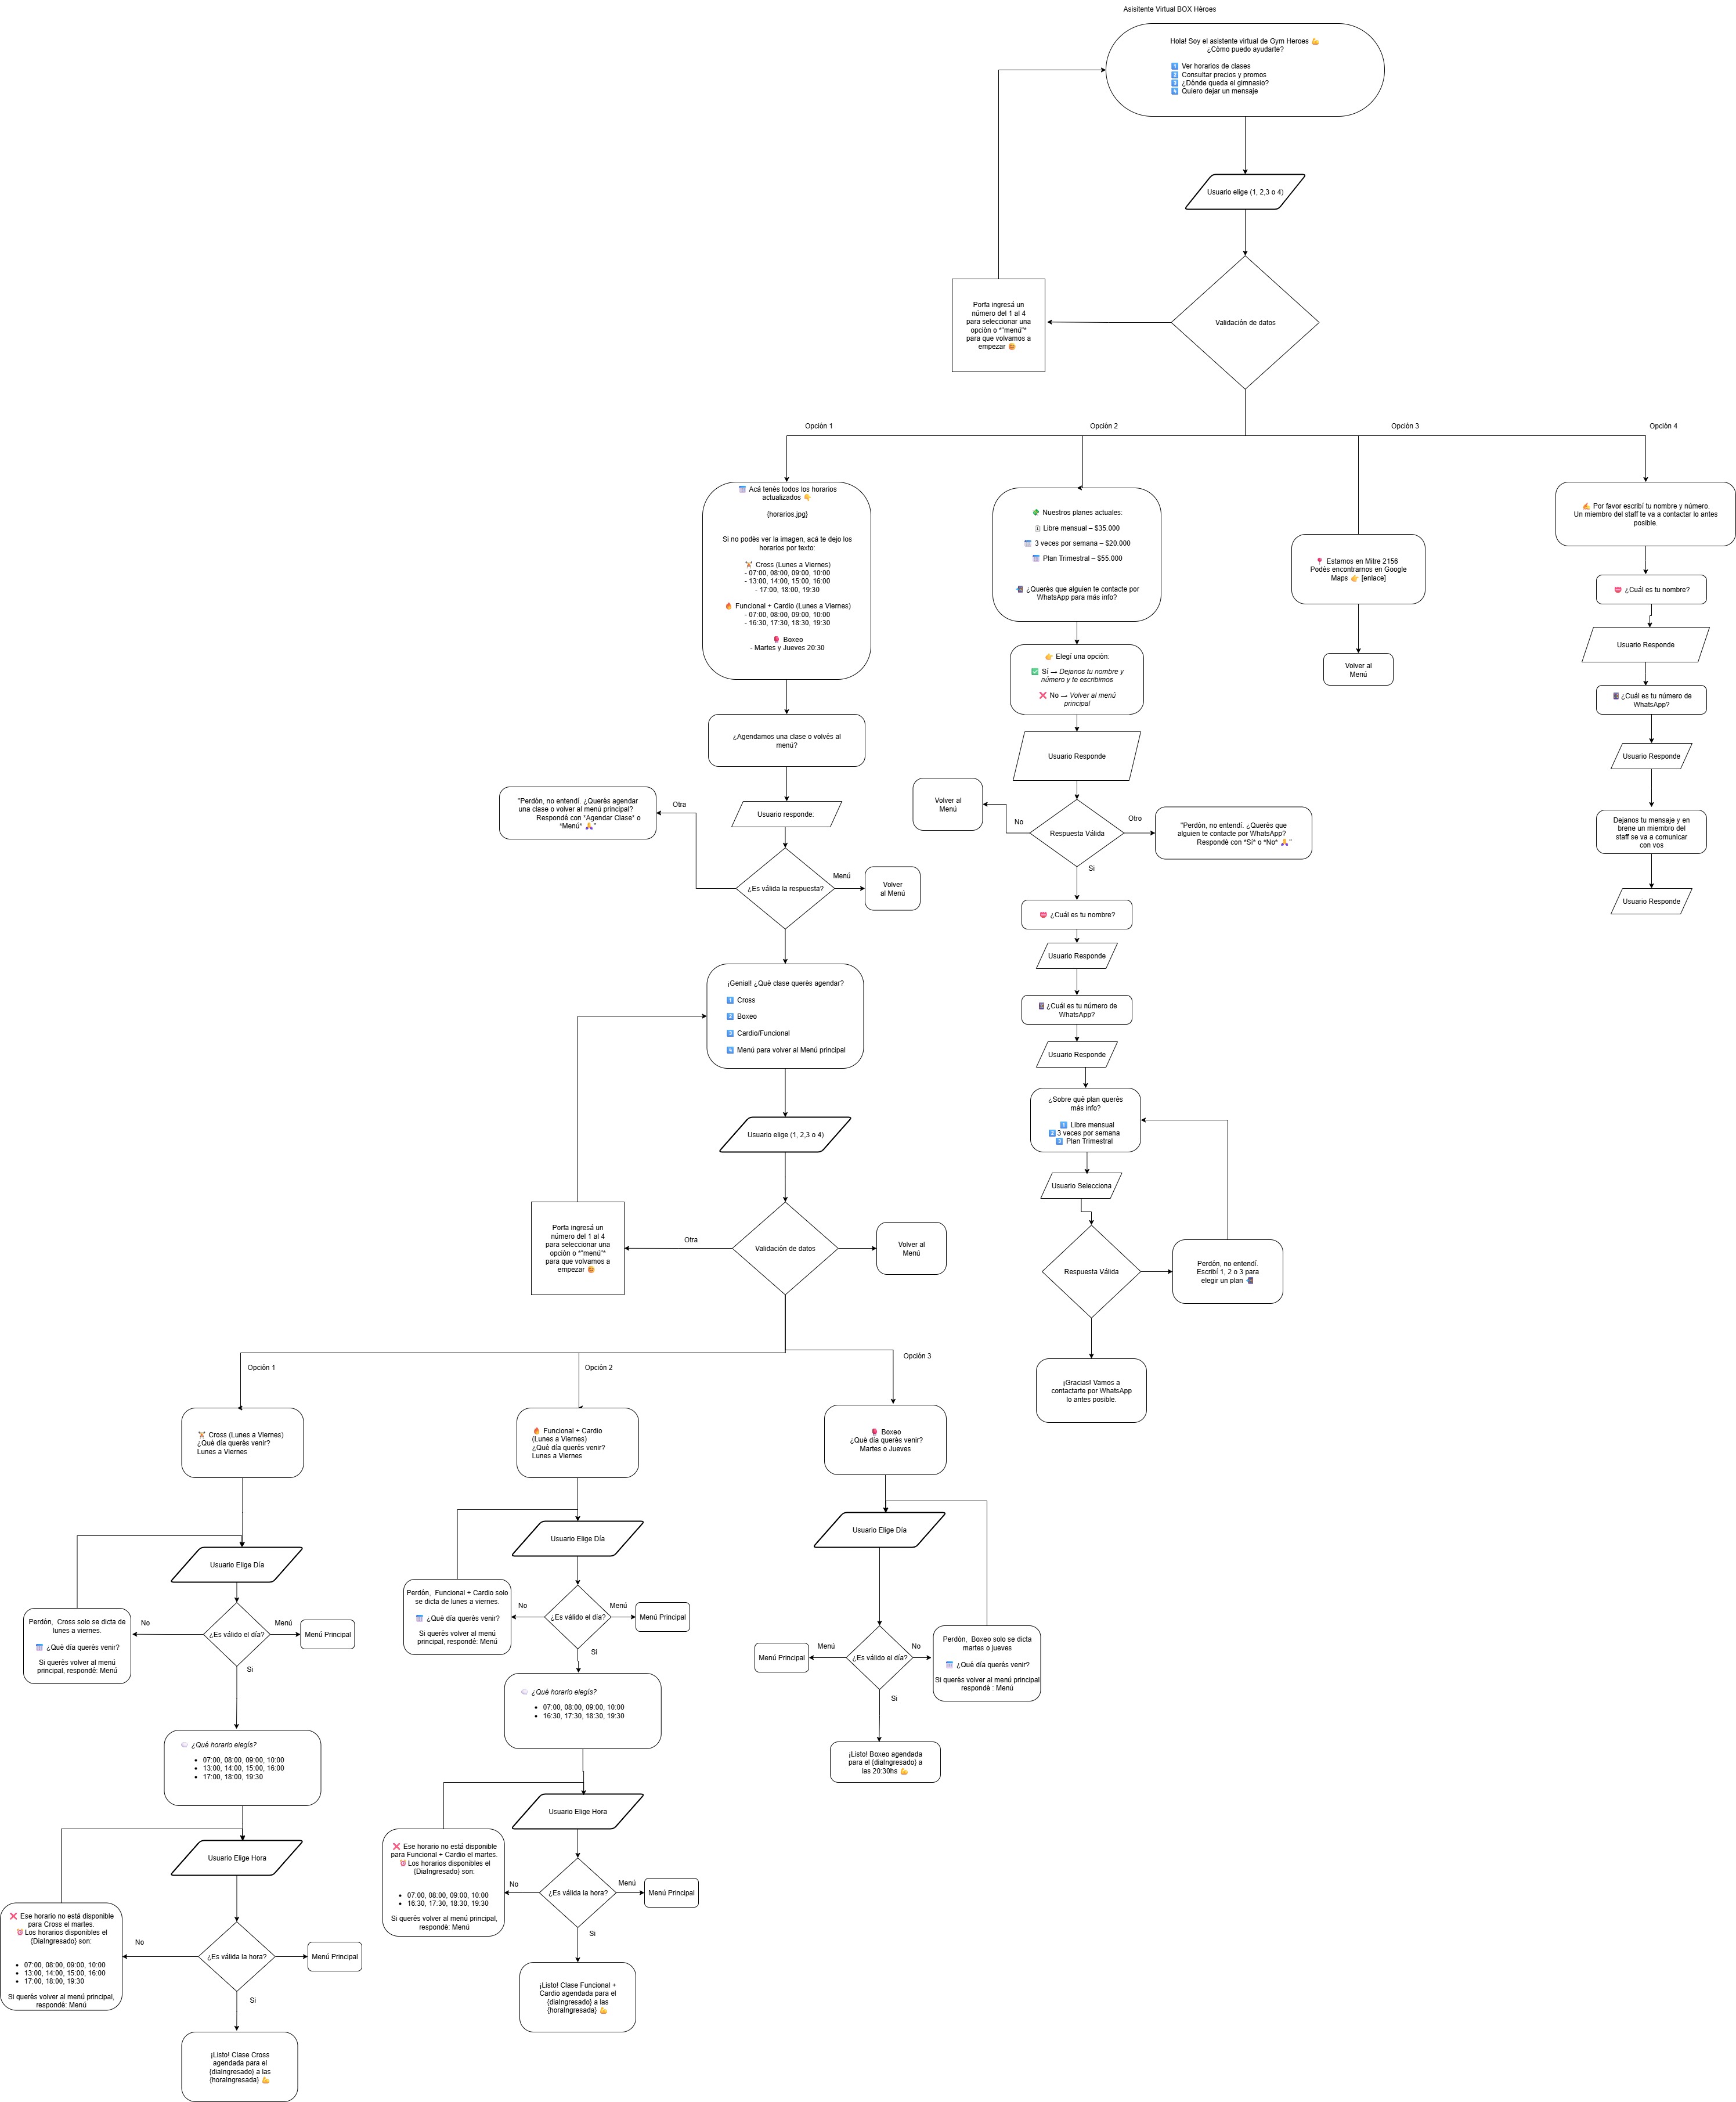 Asisitente Virtual BOX Héroes
Hola! Soy el asistente virtual de Gym Heroes 💪
¿Cómo puedo ayudarte?
1️⃣ Ver horarios de clases
2️⃣ Consultar precios y promos
3️⃣ ¿Dónde queda el gimnasio?
4️⃣ Quiero dejar un mensaje
Usuario elige (1, 2,3 o 4)
Validación de datos
Porfa ingresá un
número del 1 al 4
para seleccionar una
opción o *"menú"*
para que volvamos a
empezar 😊
Opción 1
Opción 2
Opción 3
Opción 4
🗓️ Acá tenés todos los horarios
actualizados 👇
{horarios.jpg}
Si no podés ver la imagen, acá te dejo los
horarios por texto:
🏋️ Cross (Lunes a Viernes)
- 07:00, 08:00, 09:00, 10:00
- 13:00, 14:00, 15:00, 16:00
- 17:00, 18:00, 19:30
🔥 Funcional + Cardio (Lunes a Viernes)
- 07:00, 08:00, 09:00, 10:00
- 16:30, 17:30, 18:30, 19:30
🥊 Boxeo
- Martes y Jueves 20:30
¿Agendamos una clase o volvés al
menú?
Usuario responde:
Otra
"Perdón, no entendí. ¿Querés agendar
una clase o volver al menú principal?
Respondé con *Agendar Clase* o
*Menú* 🙏"
¿Es válida la respuesta?
Menú
Volver
al Menú
¡Genial! ¿Qué clase querés agendar?
1️⃣ Cross
2️⃣ Boxeo
3️⃣ Cardio/Funcional
4️⃣ Menú para volver al Menú principal
Usuario elige (1, 2,3 o 4)
Validación de datos
Otra
Porfa ingresá un
número del 1 al 4
para seleccionar una
opción o *"menú"*
para que volvamos a
empezar 😊
Volver al
Menú
💸 Nuestros planes actuales:
🗓 Libre mensual – $35.000
🗓️ 3 veces por semana – $20.000
🗓️ Plan Trimestral – $55.000
📲 ¿Querés que alguien te contacte por
WhatsApp para más info?
👉 Elegí una opción:
✅ Sí → Dejanos tu nombre y
número y te escribimos
❌ No → Volver al menú
principal
Usuario Responde
Volver al
Menú
No
Respuesta Válida
Otro
"Perdón, no entendí. ¿Querés que
alguien te contacte por WhatsApp?
Respondé con *Sí* o *No* 🙏"
Si
📛 ¿Cuál es tu nombre?
Usuario Responde
📱¿Cuál es tu número de
WhatsApp?
Usuario Responde
¿Sobre qué plan querés
más info?
1️⃣ Libre mensual
2️⃣3 veces por semana
3️⃣ Plan Trimestral
Usuario Selecciona
Respuesta Válida
Perdón, no entendí.
Escribí 1, 2 o 3 para
elegir un plan 📲
¡Gracias! Vamos a
contactarte por WhatsApp
lo antes posible.
📍 Estamos en Mitre 2156
Podés encontrarnos en Google
Maps 👉 [enlace]
Volver al
Menú
✍️ Por favor escribí tu nombre y número.
Un miembro del staff te va a contactar lo antes
posible.
📛 ¿Cuál es tu nombre?
Usuario Responde
📱¿Cuál es tu número de
WhatsApp?
Usuario Responde
Dejanos tu mensaje y en
brene un miembro del
staff se va a comunicar
con vos
Usuario Responde
Opción 1
Opción 2
Opción 3
🏋️ Cross (Lunes a Viernes)
¿Qué día querés venir?
Lunes a Viernes
Usuario Elige Día
Perdón, Cross solo se dicta de
lunes a viernes.
🗓️ ¿Qué día querés venir?
Si querés volver al menú
principal, respondé: Menú
No
¿Es válido el día?
Menú
Menú Principal
Si
💬 ¿Qué horario elegís?
• 07:00, 08:00, 09:00, 10:00
• 13:00, 14:00, 15:00, 16:00
• 17:00, 18:00, 19:30
Usuario Elige Hora
❌ Ese horario no está disponible
para Cross el martes.
⏰Los horarios disponibles el
{DiaIngresado} son:
• 07:00, 08:00, 09:00, 10:00
• 13:00, 14:00, 15:00, 16:00
• 17:00, 18:00, 19:30
Si querés volver al menú principal,
respondé: Menú
No
¿Es válida la hora?
Menú Principal
Si
¡Listo! Clase Cross
agendada para el
{diaIngresado} a las
{horaIngresada} 💪
🔥 Funcional + Cardio
(Lunes a Viernes)
¿Qué día querés venir?
Lunes a Viernes
Usuario Elige Día
Perdón, Funcional + Cardio solo
se dicta de lunes a viernes.
🗓️ ¿Qué día querés venir?
Si querés volver al menú
principal, respondé: Menú
No
¿Es válido el día?
Menú
Menú Principal
Si
💬 ¿Qué horario elegís?
• 07:00, 08:00, 09:00, 10:00
• 16:30, 17:30, 18:30, 19:30
Usuario Elige Hora
❌ Ese horario no está disponible
para Funcional + Cardio el martes.
⏰Los horarios disponibles el
{DiaIngresado} son:
• 07:00, 08:00, 09:00, 10:00
• 16:30, 17:30, 18:30, 19:30
Si querés volver al menú principal,
respondé: Menú
No
¿Es válida la hora?
Menú
Menú Principal
Si
¡Listo! Clase Funcional +
Cardio agendada para el
{diaIngresado} a las
{horaIngresada} 💪
🥊 Boxeo
¿Qué día querés venir?
Martes o Jueves
Usuario Elige Día
Menú Principal
Menú
¿Es válido el día?
No
Perdón, Boxeo solo se dicta
martes o jueves
🗓️ ¿Qué día querés venir?
Si querés volver al menú principal
respondé : Menú
Si
¡Listo! Boxeo agendada
para el {diaIngresado} a
las 20:30hs 💪